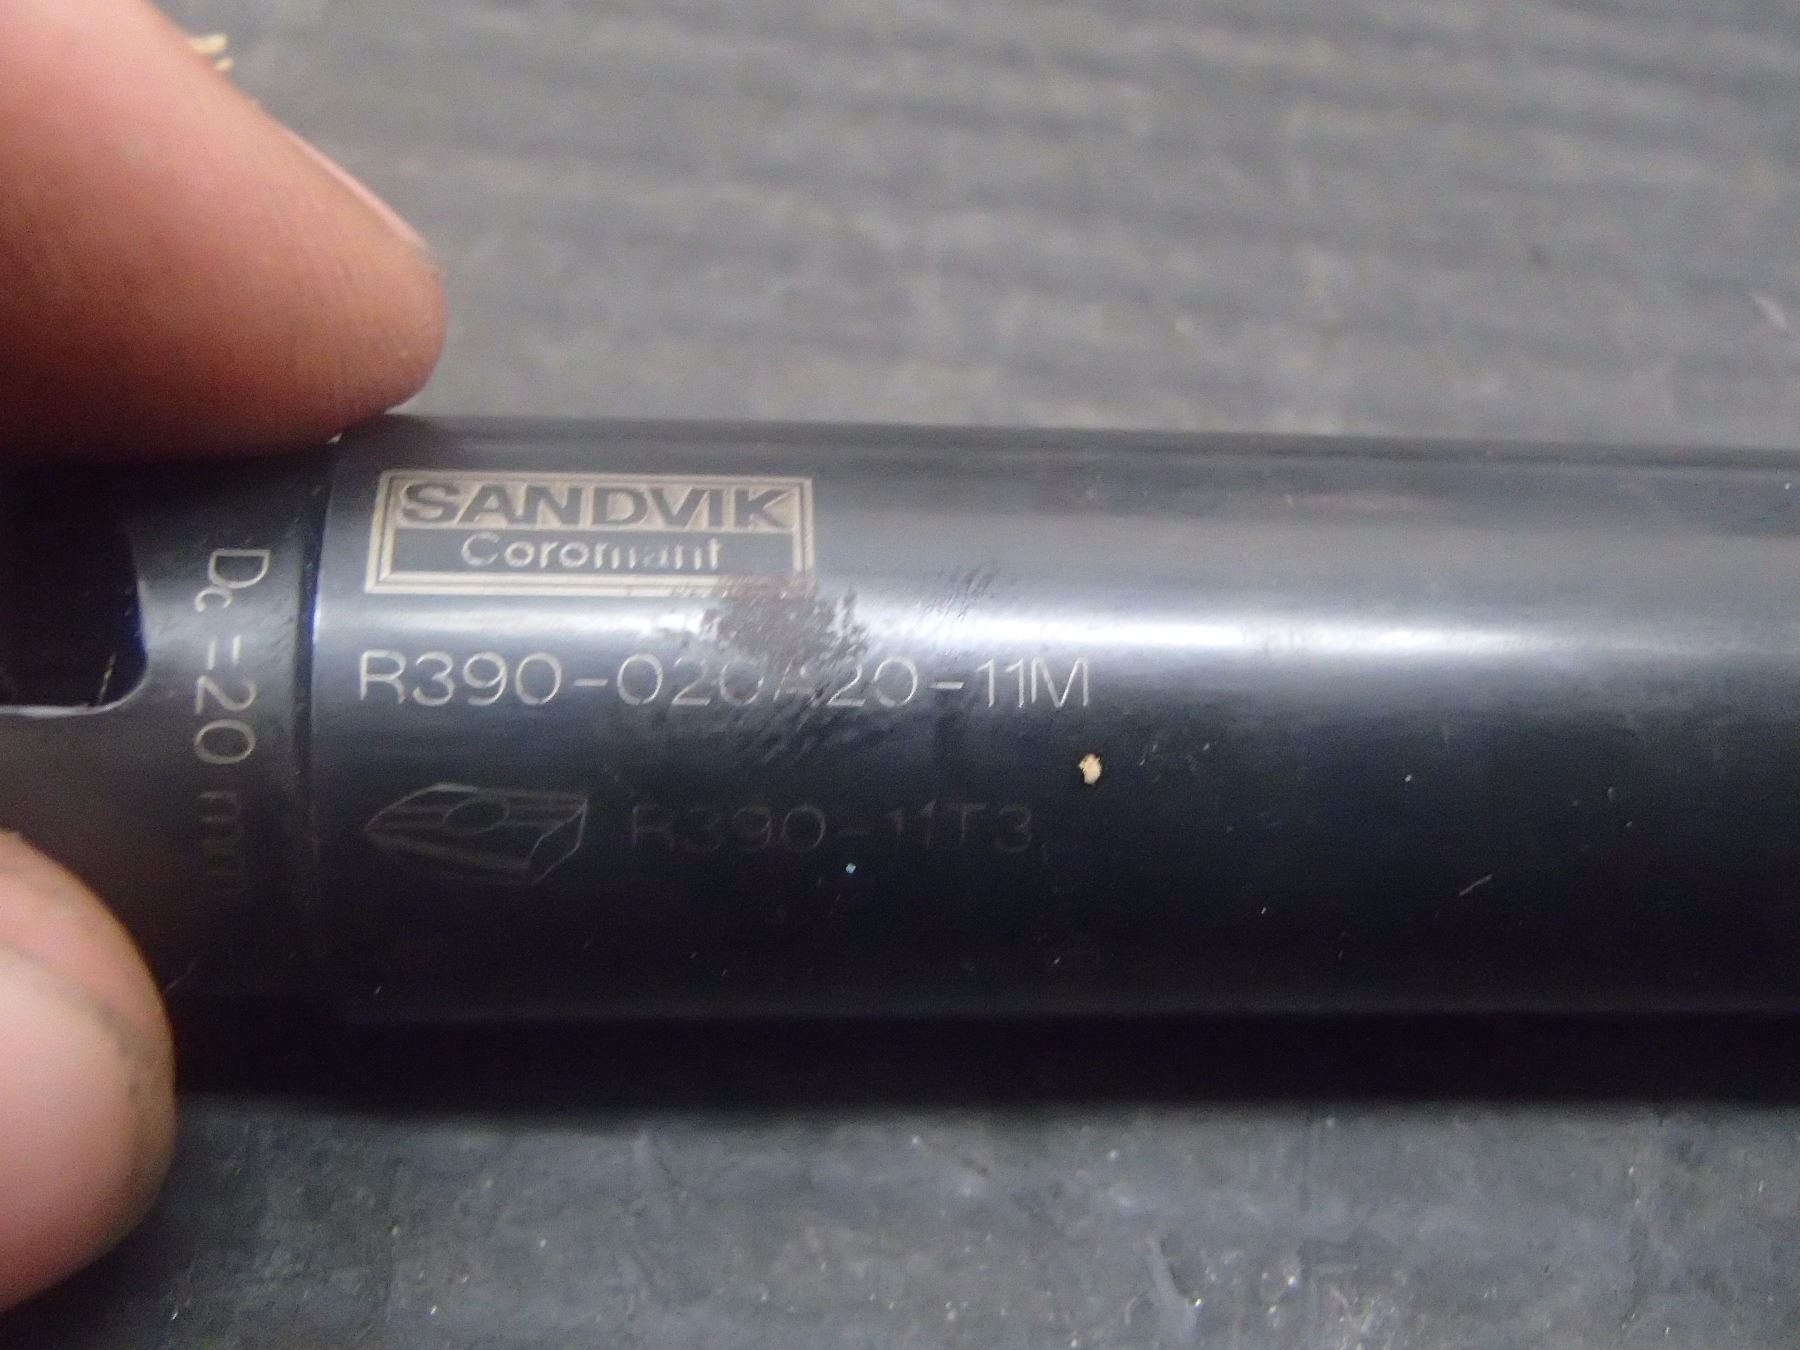 SANDVIK
Coromant
R390-020A20-11M
R390-11T3
Dc=20 mm